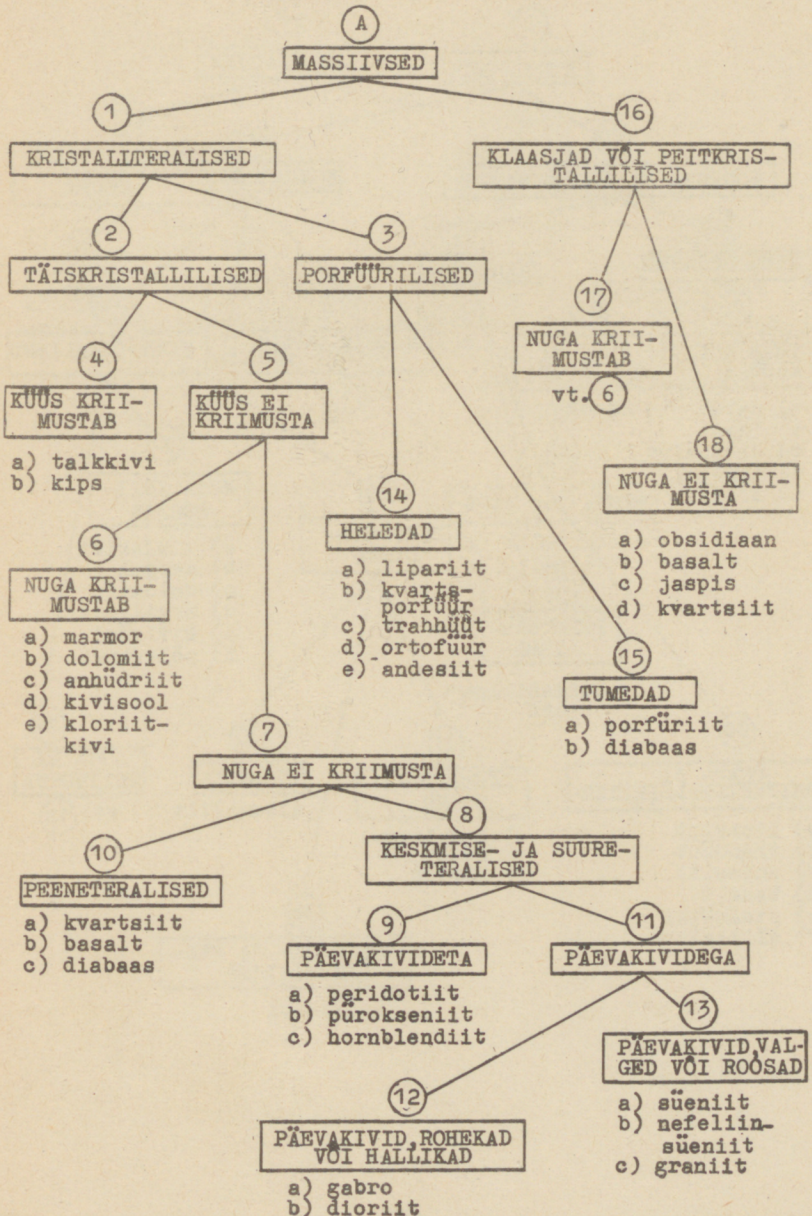 A
MASSIIVSED
1
16
KRISTALLTERALISED
KLAASJAD VÕI PEITKRIS-
TALLILISED
2
3
TÄISKRISTALLILISED
PORFÜÜRILISED
17
NUGA KRII-
MUSTAB
vt. 6
4
5
KÜÜS KRII-
MUSTAB
KÜÜS EI
KRIIMUSTA
a) talkkivi
b) kips
18
NUGA EI KRII-
MUSTA
a) obsidiaan
b) basalt
c) jaspis
d) kvartsiit
14
HELEDAD
a) lipariit
b) kvarts-
porfüür
c) trahhüüt
d) ortofüür
e) andesiit
6
NUGA KRII-
MUSTAB
a) marmor
b) dolomiit
c) anhüdriit
d) kivisool
e) kloriit-
kivi
15
TUMEDAD
a) porfüriit
b) diabaas
7
NUGA EI KRIIMUSTA
8
KESKMISE- JA SUURE-
TERALISED
10
PEENETERALISED
a) kvartsiit
b) basalt
c) diabaas
9
PÄEVAKIVIDETA
a) peridotiit
b) pürokseniit
c) hornblendiit
11
PÄEVAKIVIDEGA
13
PÄEVAKIVID,VAL-
GED VÕI ROOSAD
a) süeniit
b) nefeliin-
süeniit
c) graniit
12
PÄEVAKIVID,ROHEKAD
VÕI HALLIKAD
a) gabro
b) dioriit